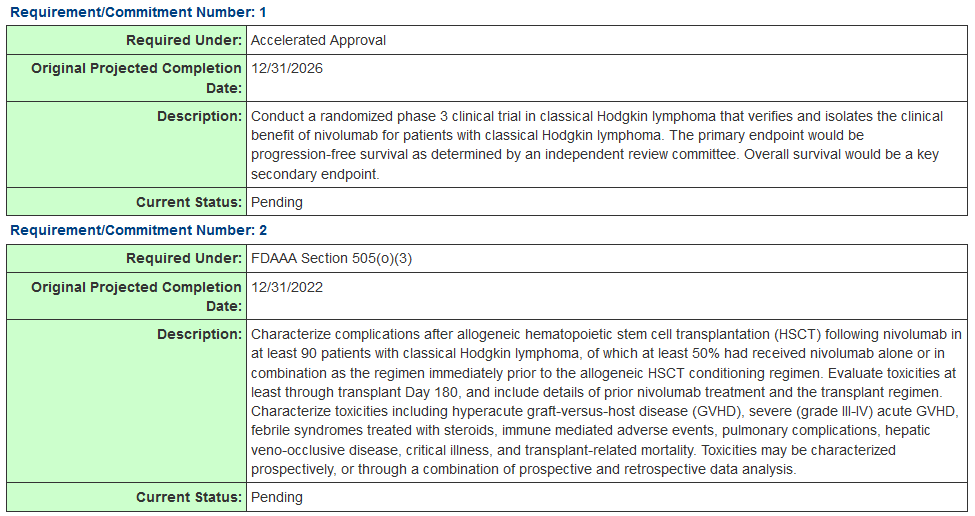 Requirement/Commitment Number: 1
Required Under: Accelerated Approval
Original Projected Completion Date: 12/31/2026
Description: Conduct a randomized phase 3 clinical trial in classical Hodgkin lymphoma that verifies and isolates the clinical
benefit of nivolumab for patients with classical Hodgkin lymphoma. The primary endpoint would be
progression-free survival as determined by an independent review committee. Overall survival would be a key
secondary endpoint.
Current Status: Pending
Requirement/Commitment Number: 2
Required Under: FDAAA Section 505(o)(3)
Original Projected Completion Date: 12/31/2022
Description: Characterize complications after allogeneic hematopoietic stem cell transplantation (HSCT) following nivolumab in
at least 90 patients with classical Hodgkin lymphoma, of which at least 50% had received nivolumab alone or in
combination as the regimen immediately prior to the allogeneic HSCT conditioning regimen. Evaluate toxicities at
least through transplant Day 180, and include details of prior nivolumab treatment and the transplant regimen.
Characterize toxicities including hyperacute graft-versus-host disease (GVHD), severe (grade III-IV) acute GVHD,
febrile syndromes treated with steroids, immune mediated adverse events, pulmonary complications, hepatic
veno-occlusive disease, critical illness, and transplant-related mortality. Toxicities may be characterized
prospectively, or through a combination of prospective and retrospective data analysis.
Current Status: Pending